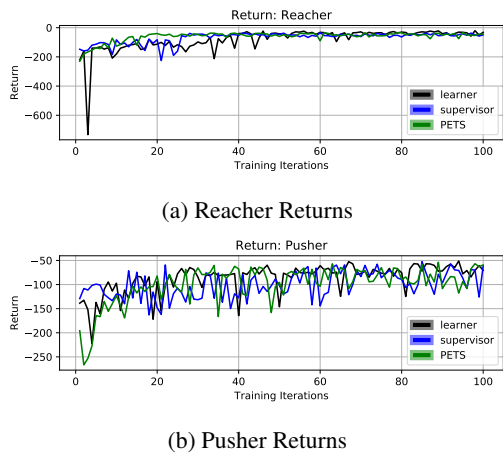 Return: Reacher
0
−200
−400
−600
Return
learner
supervisor
PETS
0
20
40
60
80
100
Training Iterations
(a) Reacher Returns
Return: Pusher
−50
−100
−150
−200
−250
Return
learner
supervisor
PETS
0
20
40
60
80
100
Training Iterations
(b) Pusher Returns